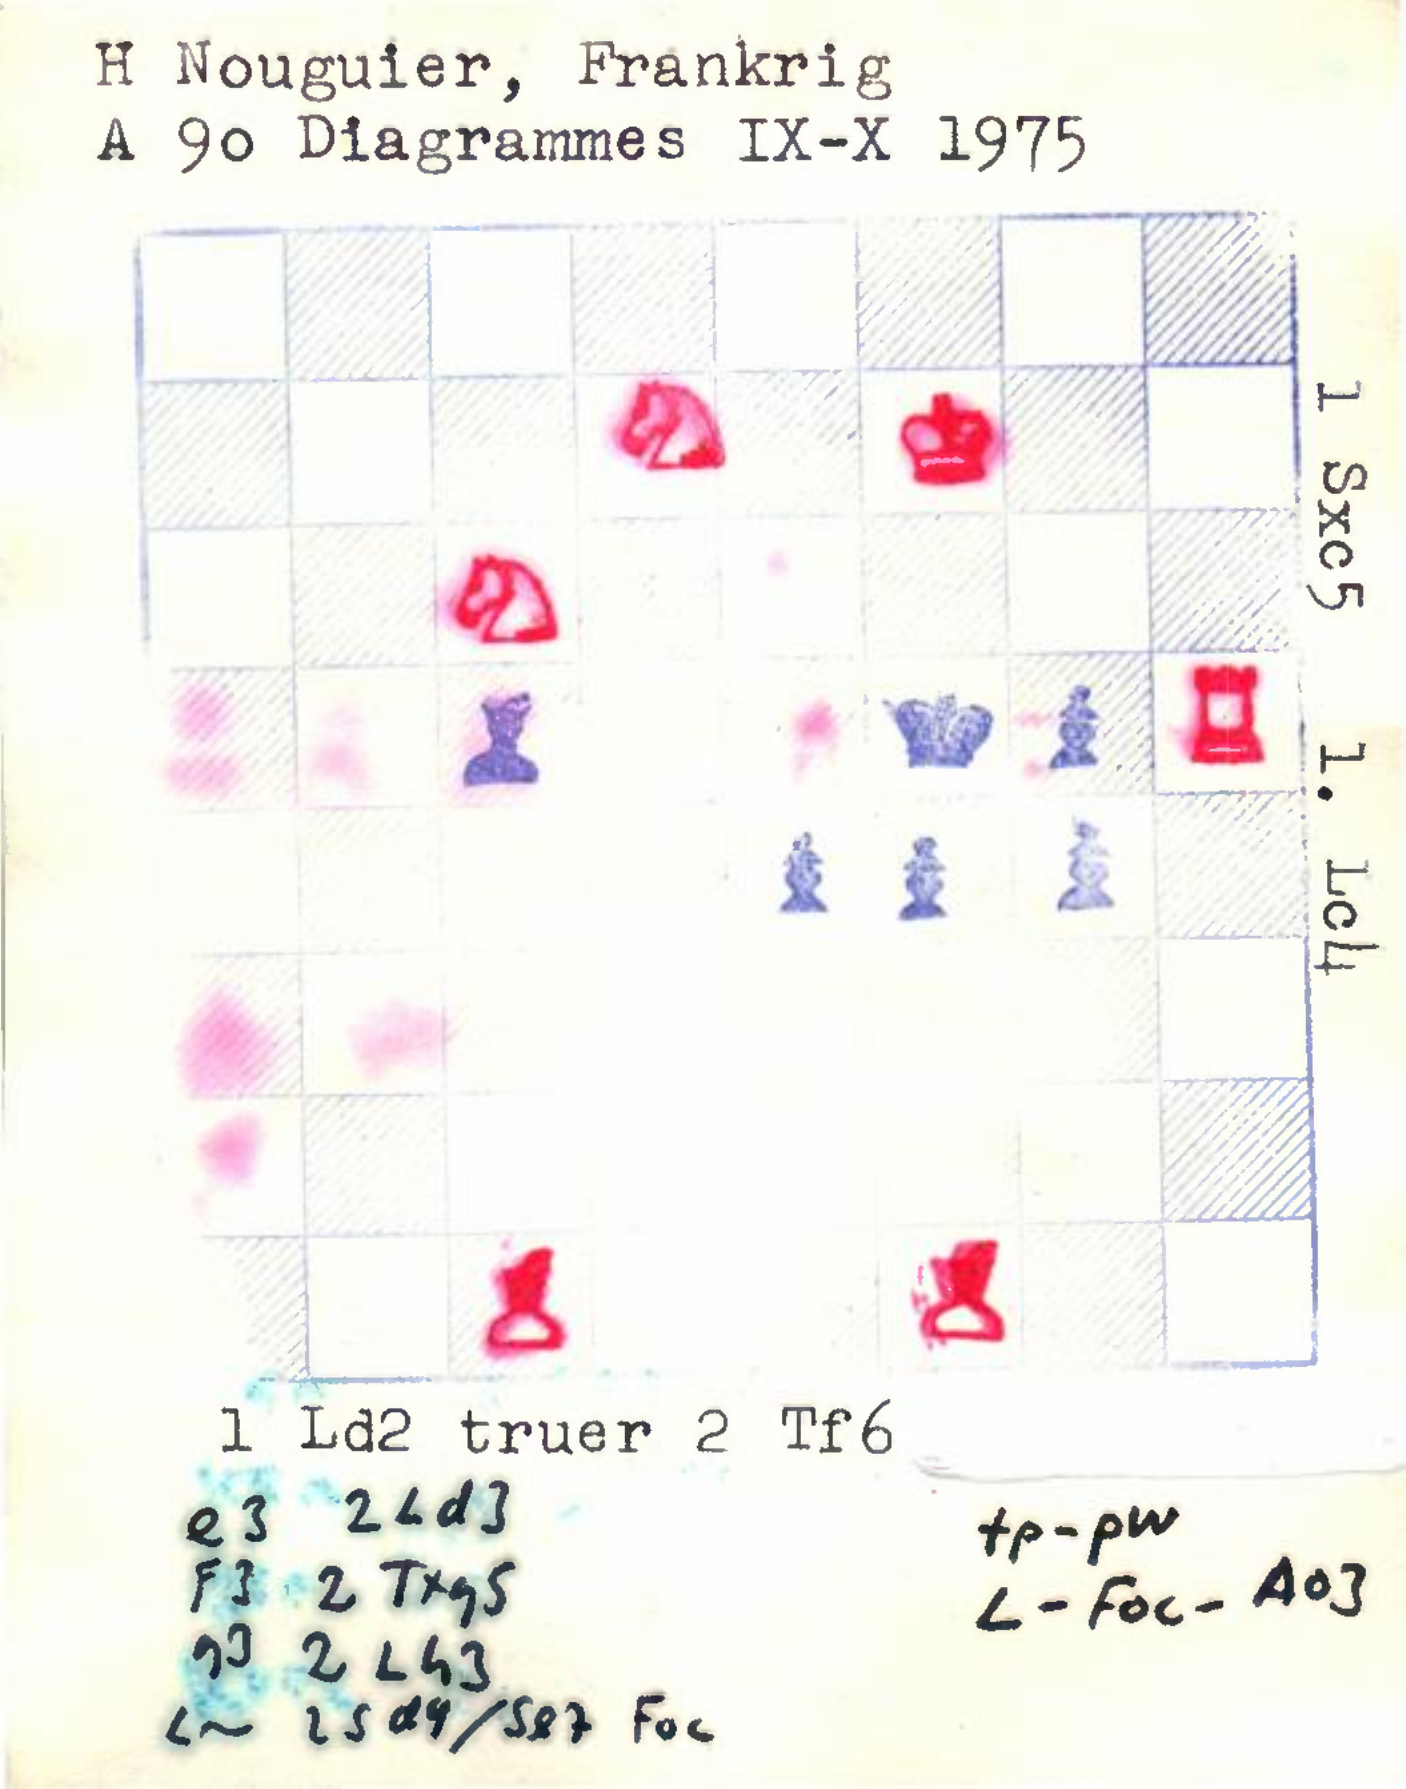 H Nouguier, Frankrig
A 9o Diagrammes IX-X 1975
1 Sxc5
1. Lc4
1 Ld2 truer 2 Tf6
e3 2 Ld3
F3 2 Txg5
g3 2 Lh3
L~ 2 Sd4/Se7 Foc
tp-pw
L-Foc-A03